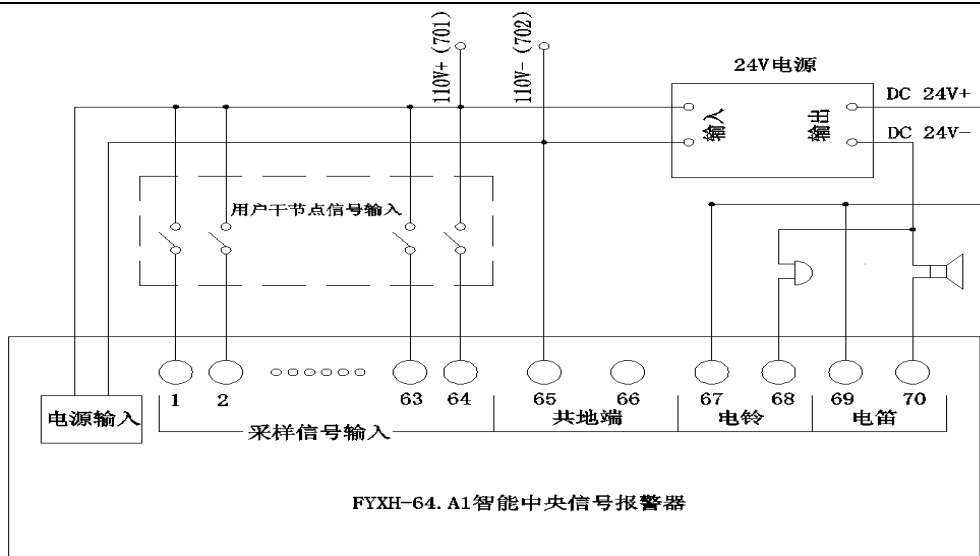 110V+(701)
110V-(702)
24V电源
输入
输出
DC 24V+
DC 24V-
用户干节点信号输入
1 2 63 64 65 66 67 68 69 70
电源输入
采样信号输入
共地端
电铃
电笛
FYXH-64.A1智能中央信号报警器